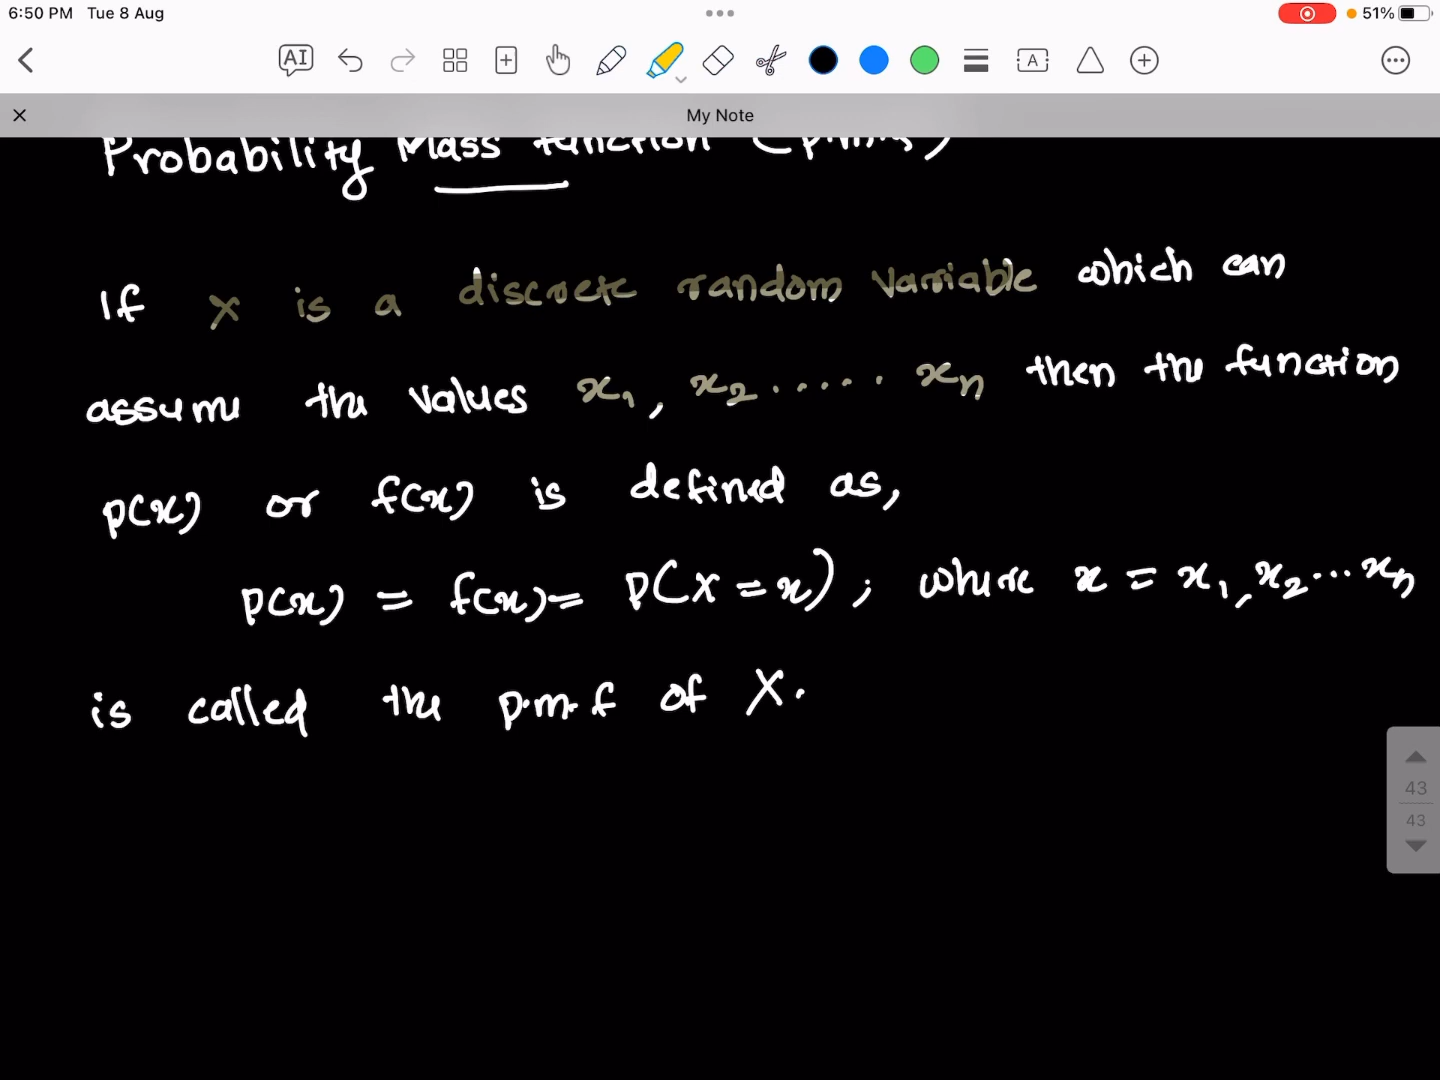 6:50 PM Tue 8 Aug
51%
AI
A
My Note
Probability Mass function (p.m.f)
If X is a discrete random variable which can
assume the values x₁, x₂ ..... xₙ then the function
p(x) or f(x) is defined as,
p(x) = f(x) = P(X = x) ; where x = x₁, x₂ ... xₙ
is called the p.m.f of X.
43
43